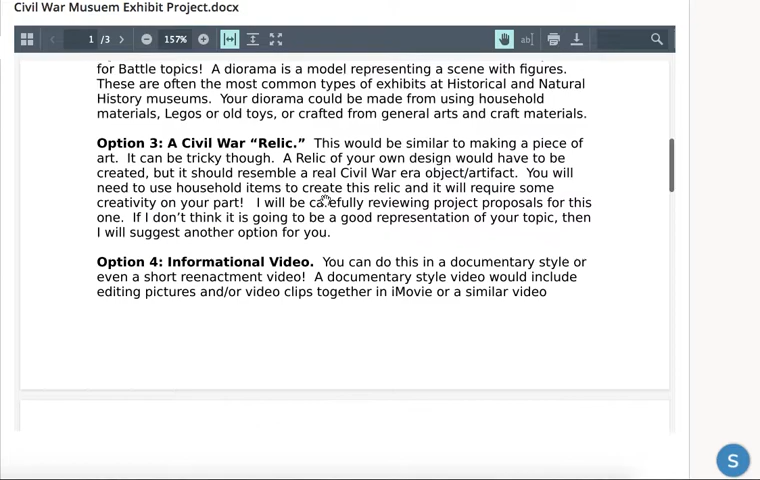 Civil War Musuem Exhibit Project.docx
1 /3
157%
ab
for Battle topics!  A diorama is a model representing a scene with figures.
These are often the most common types of exhibits at Historical and Natural
History museums.  Your diorama could be made from using household
materials, Legos or old toys, or crafted from general arts and craft materials.
Option 3: A Civil War “Relic.”  This would be similar to making a piece of
art.  It can be tricky though.  A Relic of your own design would have to be
created, but it should resemble a real Civil War era object/artifact.  You will
need to use household items to create this relic and it will require some
creativity on your part!   I will be carefully reviewing project proposals for this
one.  If I don’t think it is going to be a good representation of your topic, then
I will suggest another option for you.
Option 4: Informational Video.  You can do this in a documentary style or
even a short reenactment video!  A documentary style video would include
editing pictures and/or video clips together in iMovie or a similar video
S